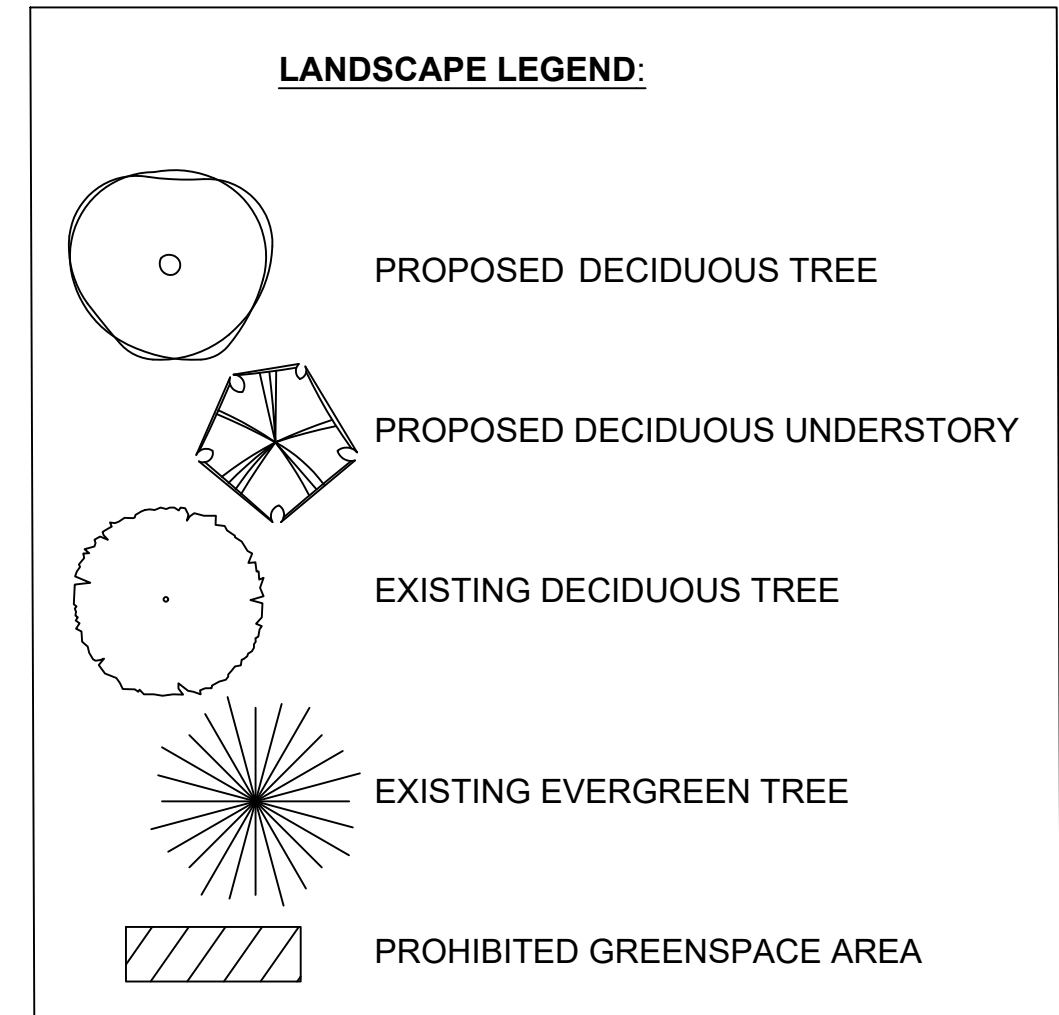 LANDSCAPE LEGEND:
PROPOSED DECIDUOUS TREE
PROPOSED DECIDUOUS UNDERSTORY
EXISTING DECIDUOUS TREE
EXISTING EVERGREEN TREE
PROHIBITED GREENSPACE AREA